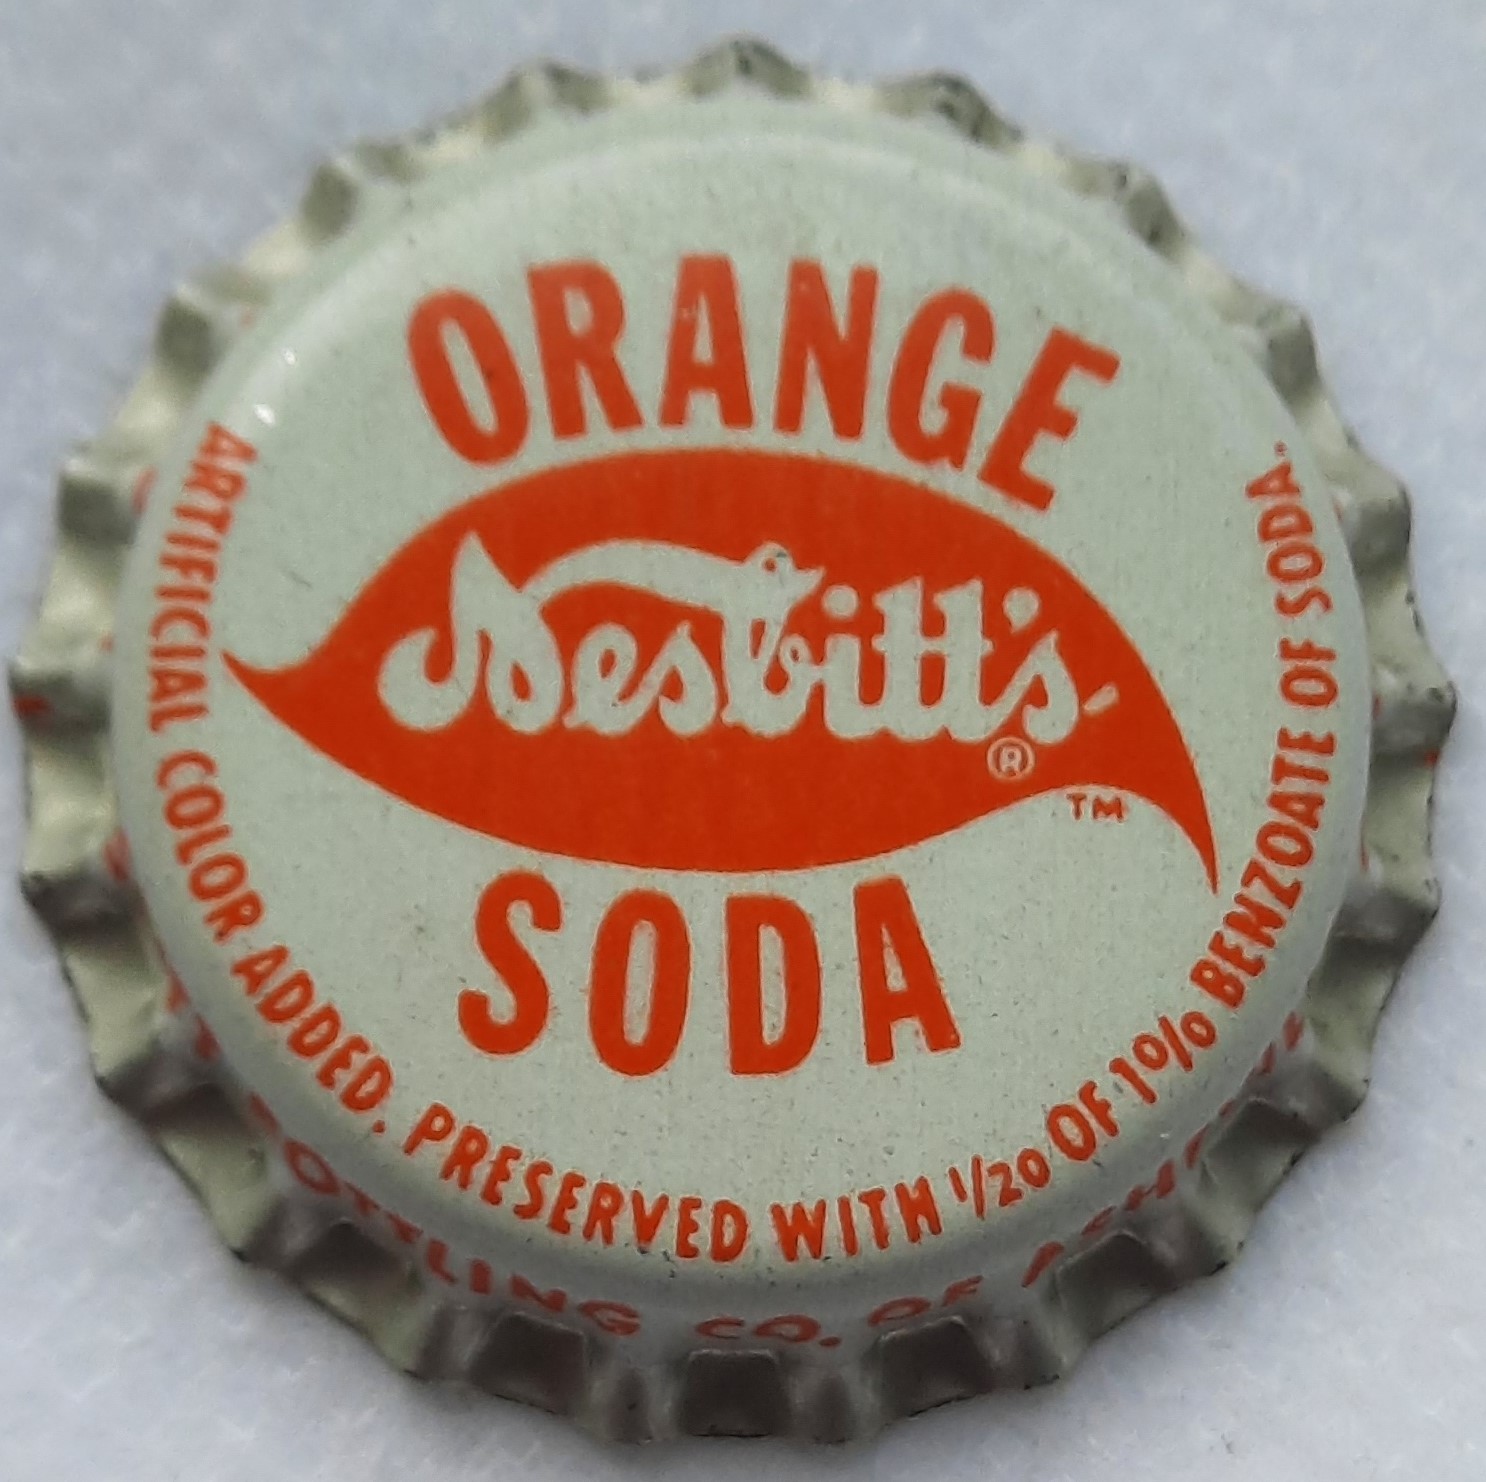 ORANGE
Nesbitt's
®
TM
SODA
ARTIFICIAL COLOR ADDED. PRESERVED WITH 1/20 OF 1% BENZOATE OF SODA.
BOTTLING CO. OF